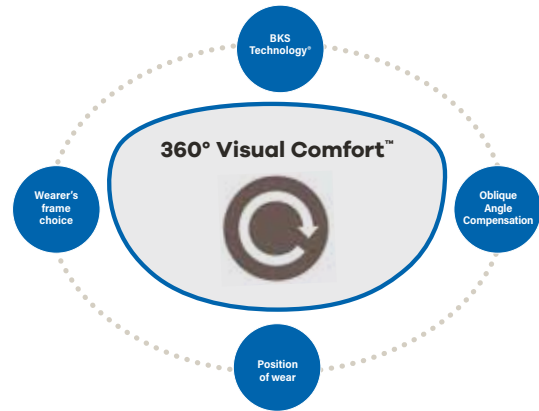 BKS
Technology®
360° Visual Comfort™
Wearer's
frame
choice
Oblique
Angle
Compensation
Position
of wear